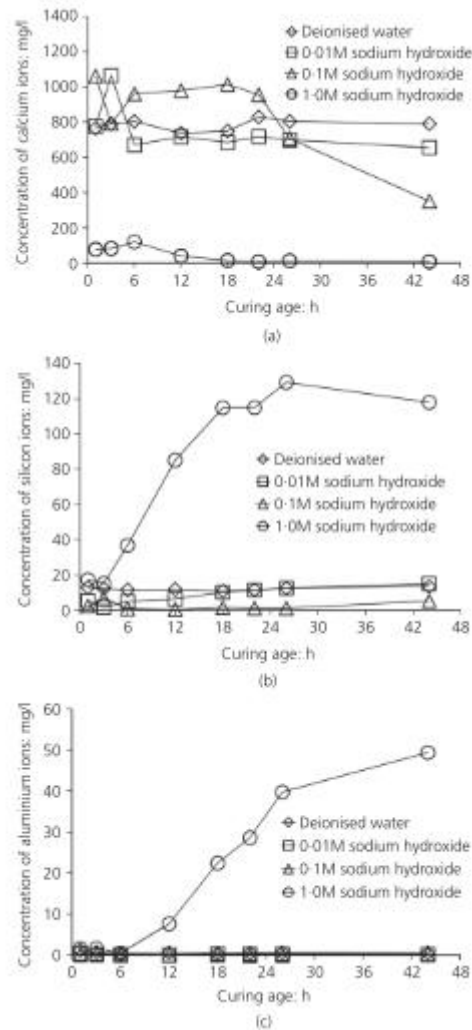 Concentration of calcium ions: mg/l
1400
1200
1000
800
600
400
200
0
Deionised water
0·01M sodium hydroxide
0·1M sodium hydroxide
1·0M sodium hydroxide
0 6 12 18 24 30 36 42 48
Curing age: h
(a)
Concentration of silicon ions: mg/l
140
120
100
80
60
40
20
0
Deionised water
0·01M sodium hydroxide
0·1M sodium hydroxide
1·0M sodium hydroxide
0 6 12 18 24 30 36 42 48
Curing age: h
(b)
Concentration of aluminium ions: mg/l
60
50
40
30
20
10
0
Deionised water
0·01M sodium hydroxide
0·1M sodium hydroxide
1·0M sodium hydroxide
0 6 12 18 24 30 36 42 48
Curing age: h
(c)